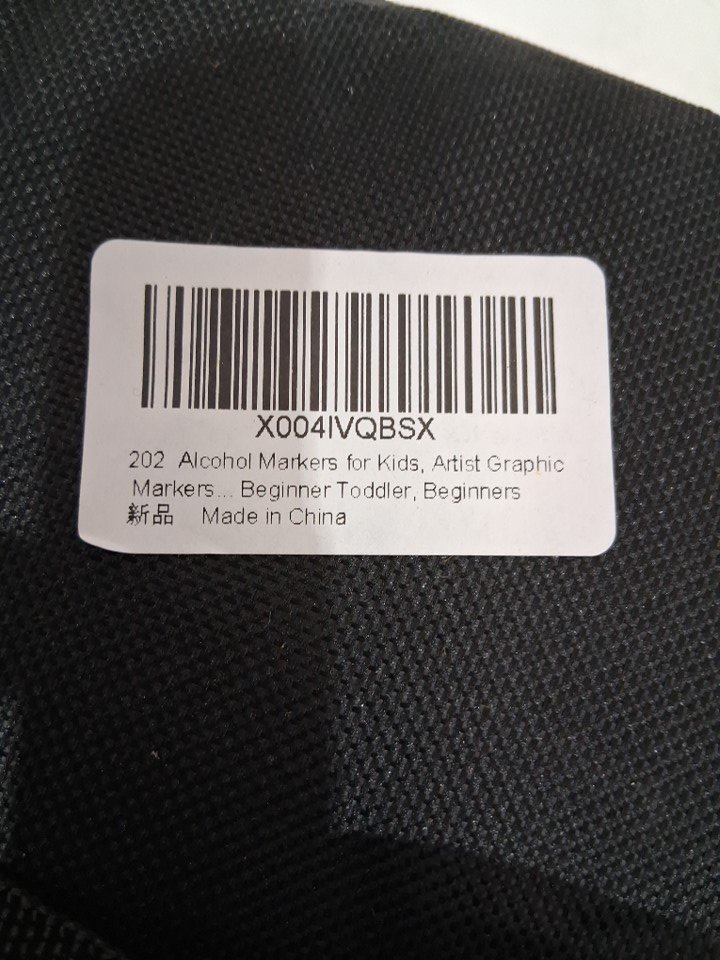 X004IVQBSX
202 Alcohol Markers for Kids, Artist Graphic
Markers... Beginner Toddler, Beginners
新品 Made in China